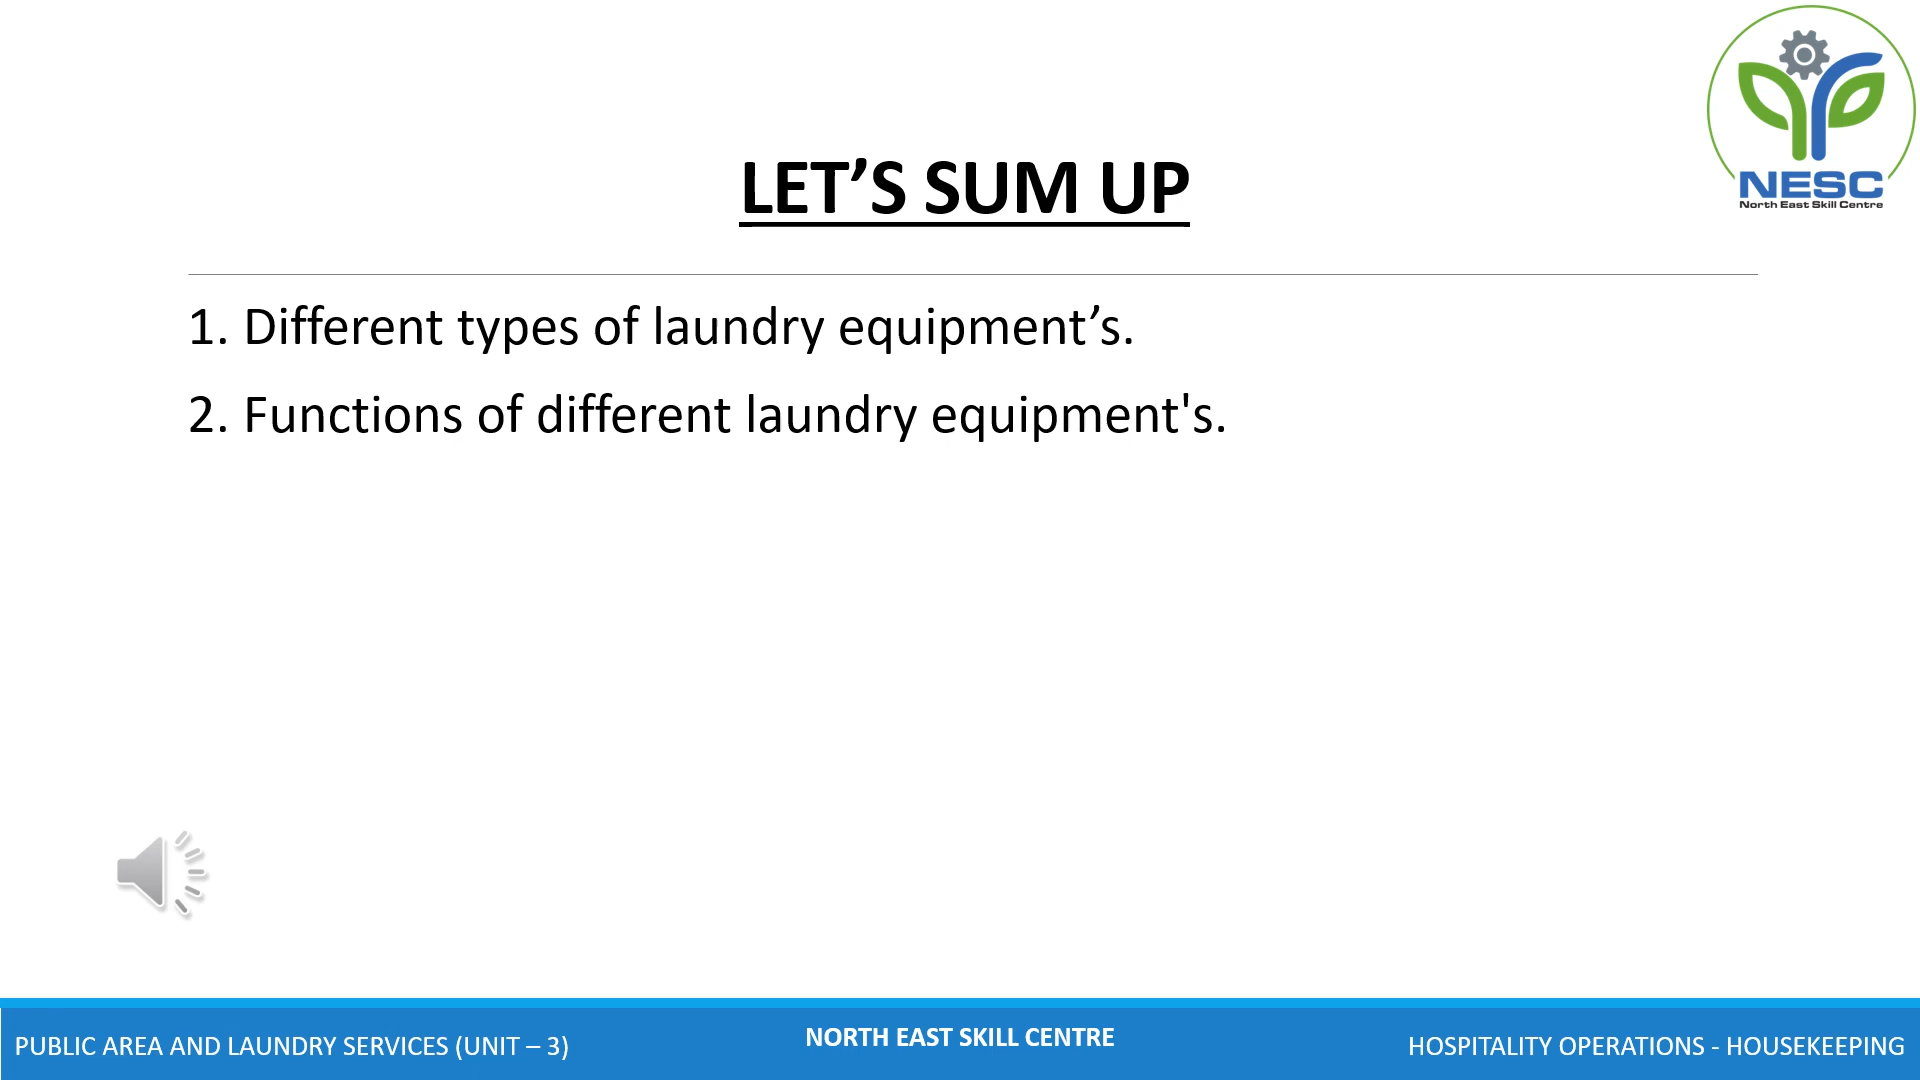 NESC
North East Skill Centre
LET’S SUM UP
1. Different types of laundry equipment’s.
2. Functions of different laundry equipment's.
PUBLIC AREA AND LAUNDRY SERVICES (UNIT – 3)
NORTH EAST SKILL CENTRE
HOSPITALITY OPERATIONS - HOUSEKEEPING